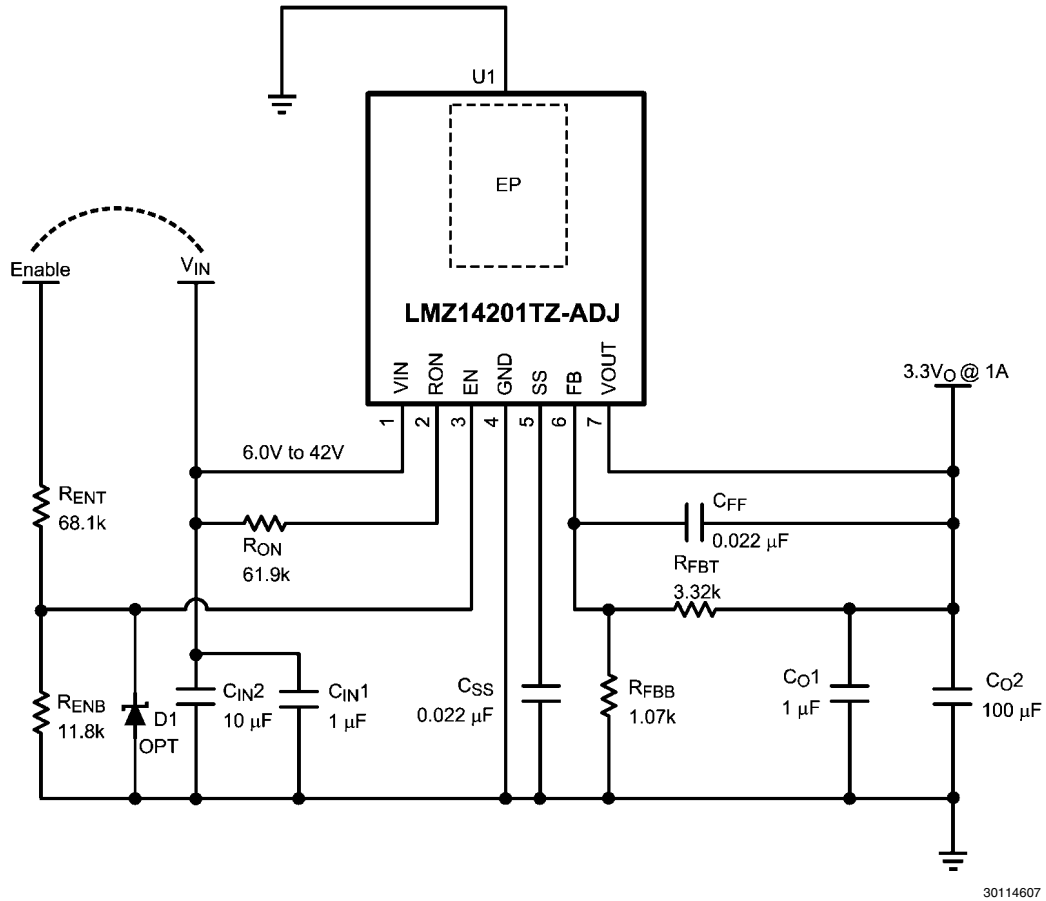 U1
EP
Enable
VIN
LMZ14201TZ-ADJ
VIN
RON
EN
GND
SS
FB
VOUT
1
2
3
4
5
6
7
3.3VO @ 1A
6.0V to 42V
RENT
68.1k
RON
61.9k
CFF
0.022 µF
RFBT
3.32k
RENB
11.8k
D1
OPT
CIN2
10 µF
CIN1
1 µF
CSS
0.022 µF
RFBB
1.07k
CO1
1 µF
CO2
100 µF
30114607